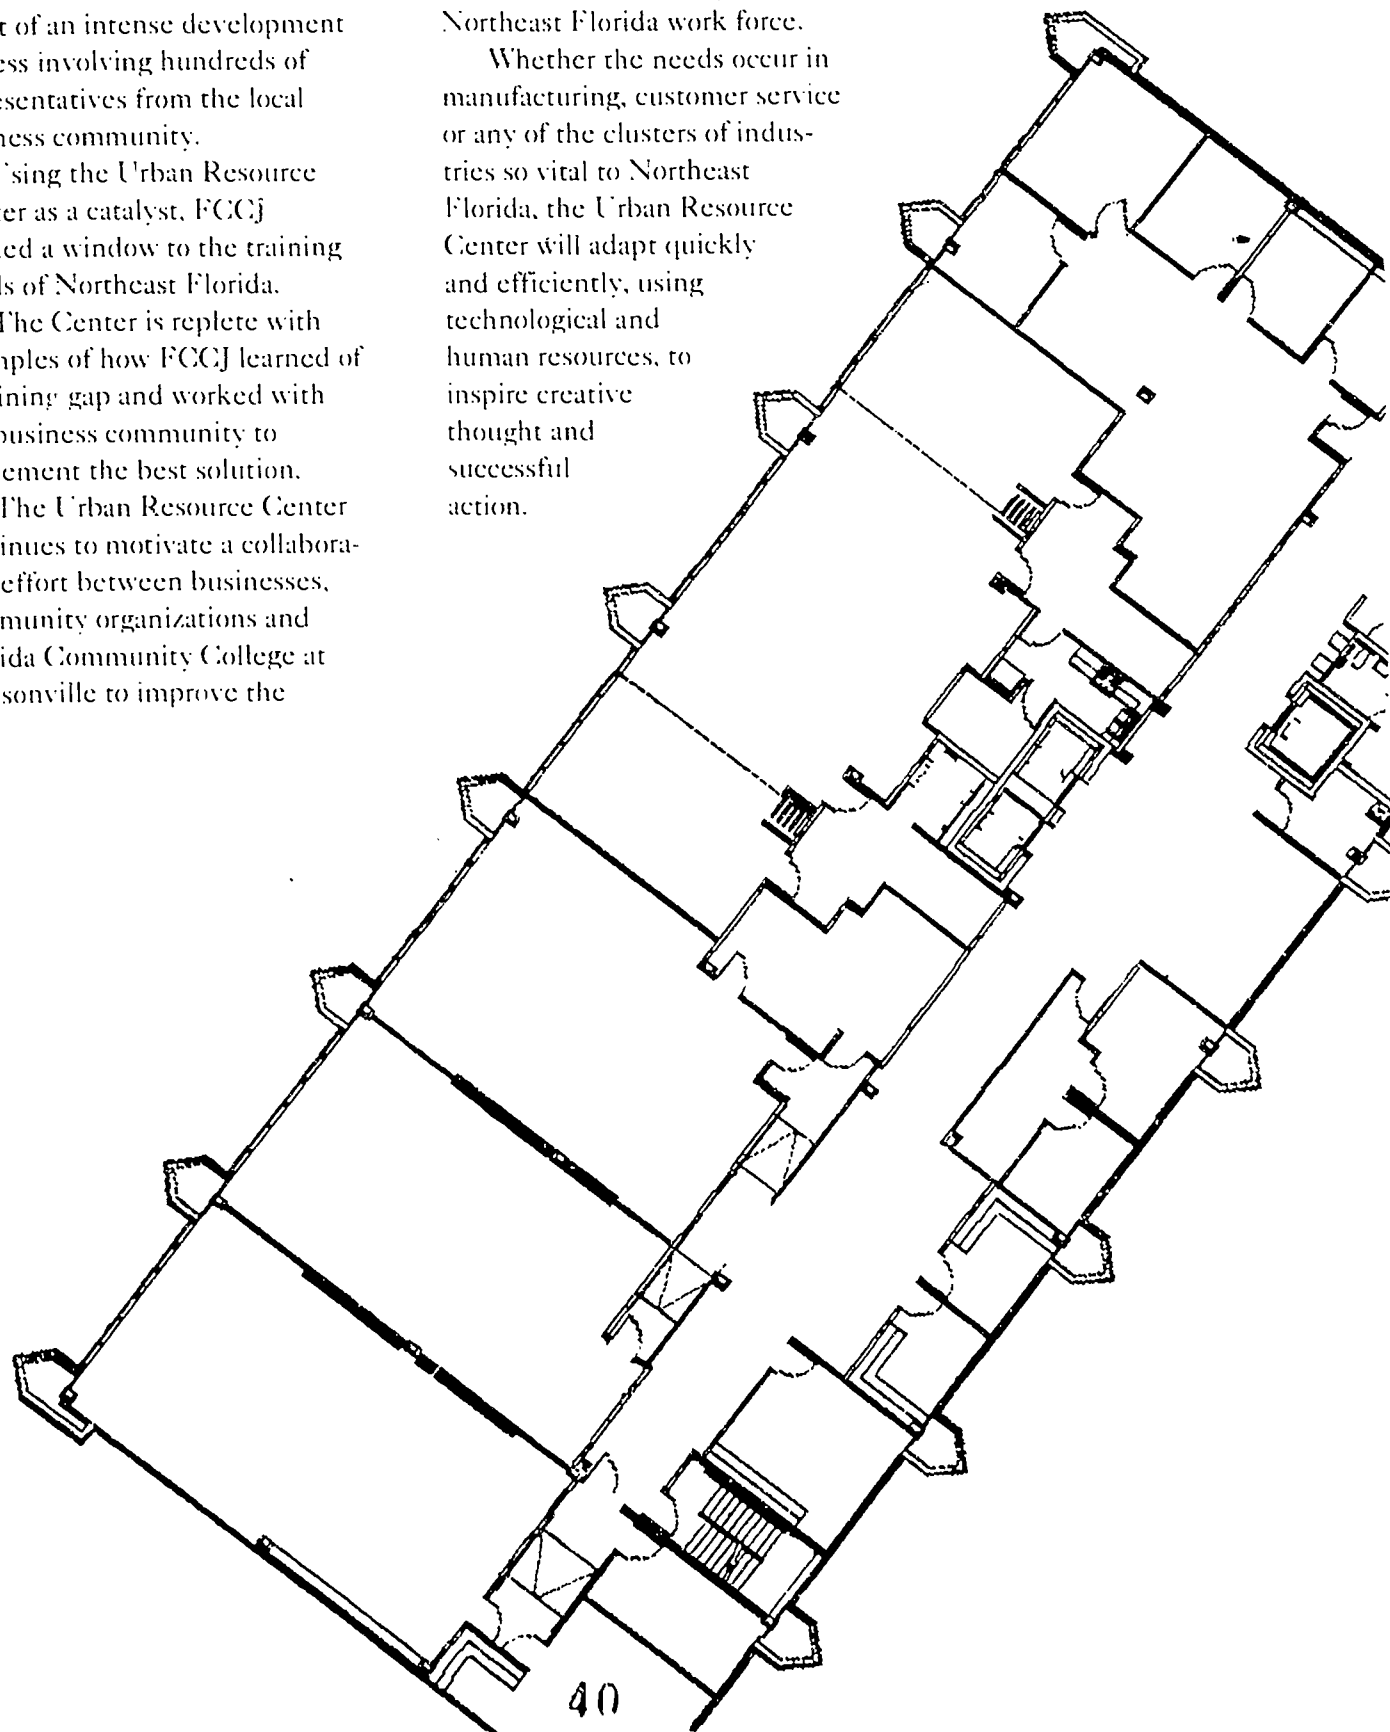 t of an intense development
ess involving hundreds of
esentatives from the local
ness community.
sing the Urban Resource
er as a catalyst, FCCJ
ed a window to the training
ls of Northeast Florida.
The Center is replete with
nples of how FCCJ learned of
ining gap and worked with
business community to
ement the best solution.
The Urban Resource Center
inues to motivate a collabora-
effort between businesses,
munity organizations and
ida Community College at
sonville to improve the
Northeast Florida work force.
Whether the needs occur in
manufacturing, customer service
or any of the clusters of indus-
tries so vital to Northeast
Florida, the Urban Resource
Center will adapt quickly
and efficiently, using
technological and
human resources, to
inspire creative
thought and
successful
action.
40